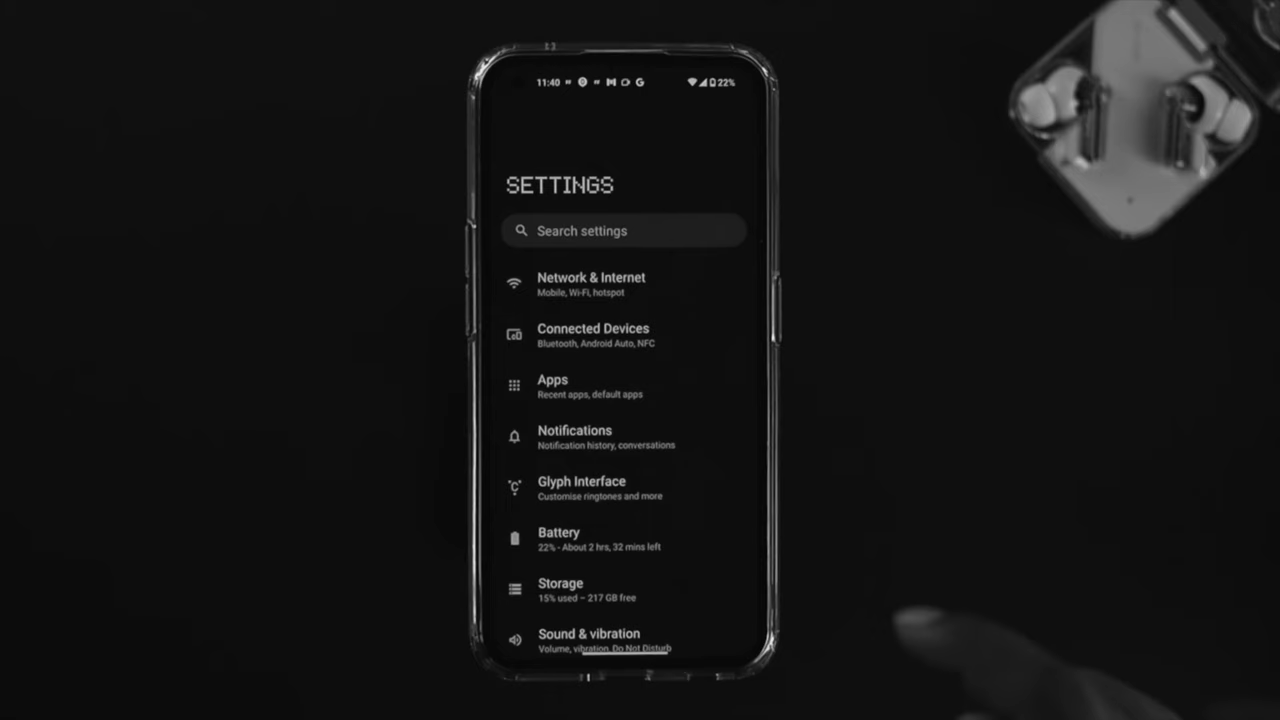 11:40 22%
SETTINGS
Search settings
Network & Internet
Mobile, Wi-Fi, hotspot
Connected Devices
Bluetooth, Android Auto, NFC
Apps
Recent apps, default apps
Notifications
Notification history, conversations
Glyph Interface
Customise ringtones and more
Battery
22% - About 2 hrs, 32 mins left
Storage
15% used – 217 GB free
Sound & vibration
Volume, vibration, Do Not Disturb